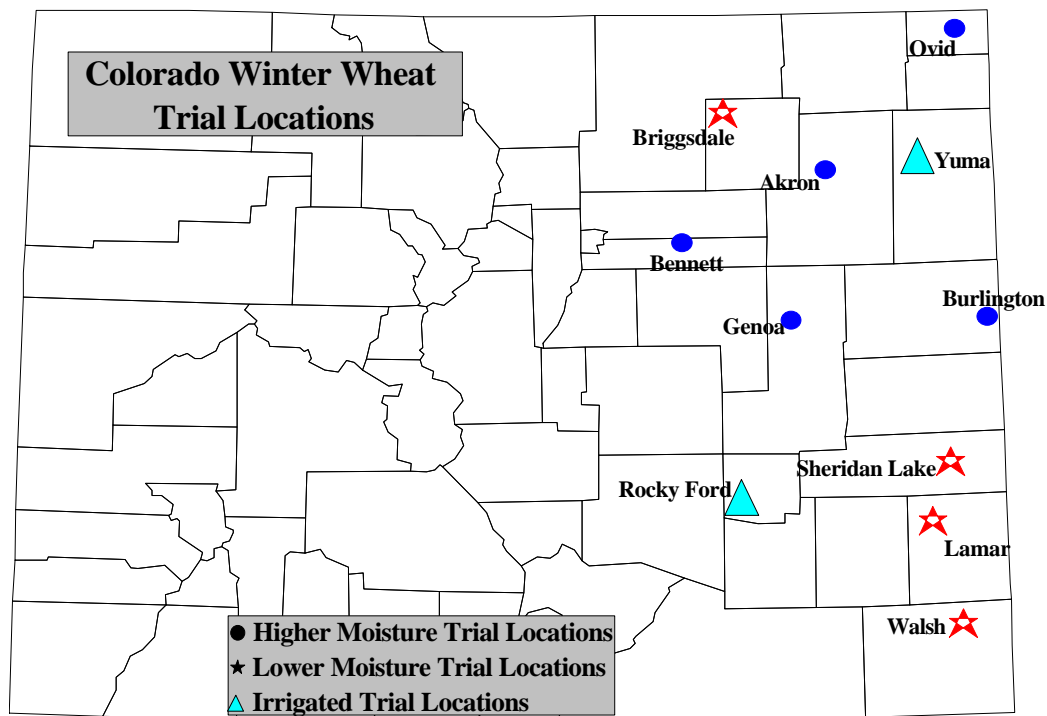 Colorado Winter Wheat
Trial Locations
Ovid
Briggsdale
Yuma
Akron
Bennett
Burlington
Genoa
Sheridan Lake
Rocky Ford
Lamar
Walsh
Higher Moisture Trial Locations
Lower Moisture Trial Locations
Irrigated Trial Locations